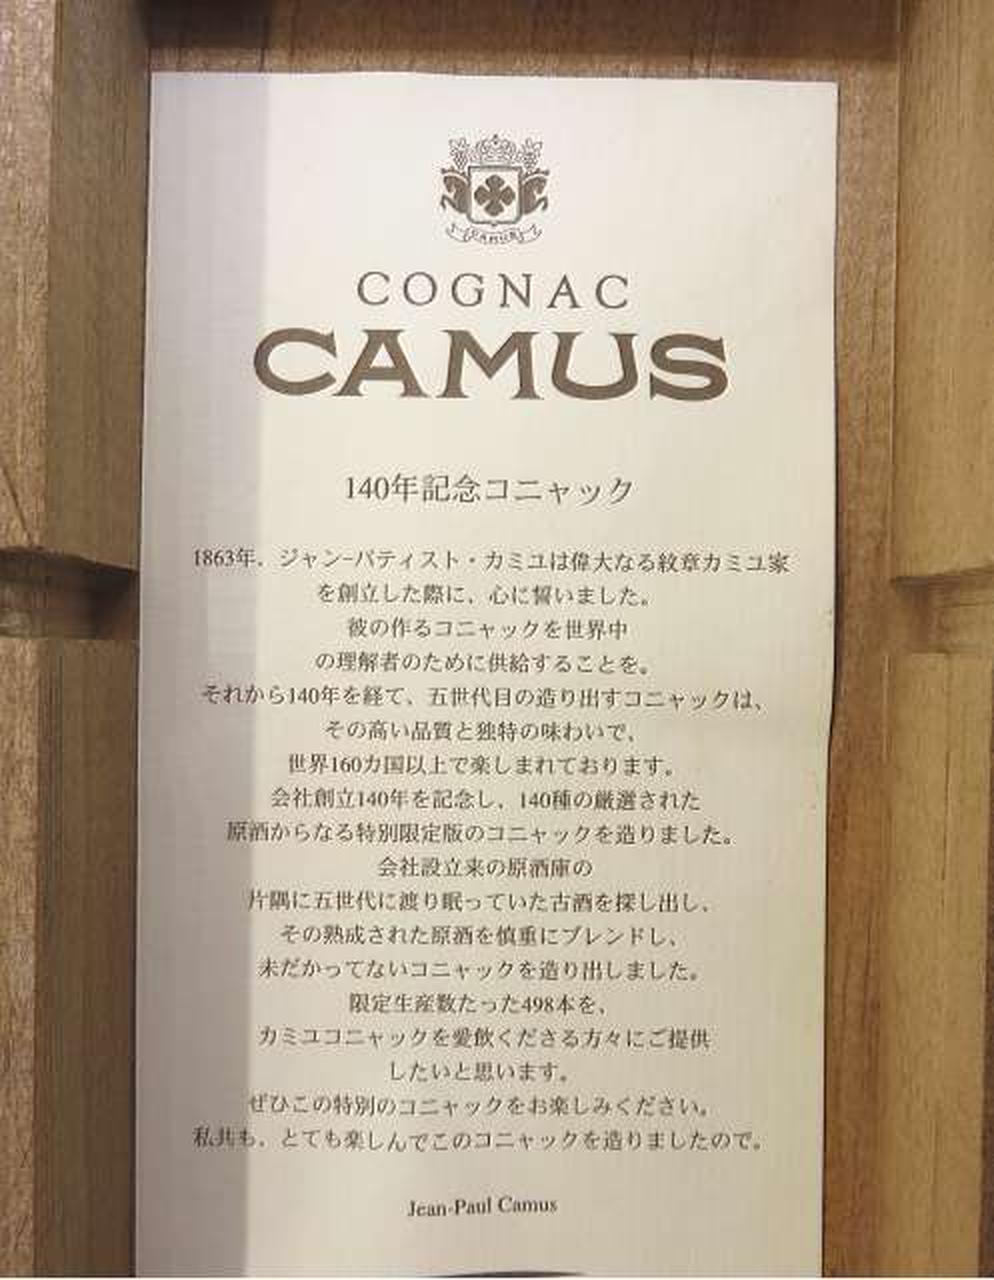 CAMUS
COGNAC
CAMUS
140年記念コニャック
1863年、ジャン−バティスト・カミユは偉大なる紋章カミユ家
を創立した際に、心に誓いました。
彼の作るコニャックを世界中
の理解者のために供給することを。
それから140年を経て、五世代目の造り出すコニャックは、
その高い品質と独特の味わいで、
世界160カ国以上で楽しまれております。
会社創立140年を記念し、140種の厳選された
原酒からなる特別限定版のコニャックを造りました。
会社設立来の原酒庫の
片隅に五世代に渡り眠っていた古酒を探し出し、
その熟成された原酒を慎重にブレンドし、
未だかってないコニャックを造り出しました。
限定生産数たった498本を、
カミユコニャックを愛飲くださる方々にご提供
したいと思います。
ぜひこの特別のコニャックをお楽しみください。
私共も、とても楽しんでこのコニャックを造りましたので。
Jean-Paul Camus